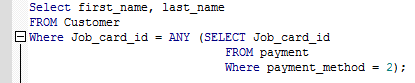 Select first_name, last_name
FROM Customer
Where Job_card_id = ANY (SELECT Job_card_id
FROM payment
Where payment_method = 2);